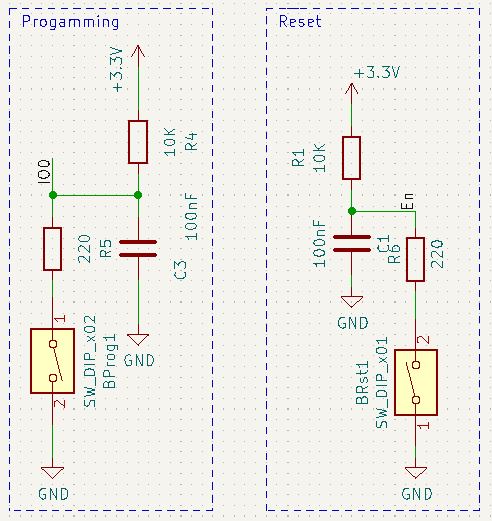 Progamming
+3.3V
10K
R4
IO0
220
R5
100nF
C3
1
SW_DIP_x02
BProg1
2
GND
GND
Reset
+3.3V
R1
10K
En
100nF
C1
R6
220
GND
2
BRst1
SW_DIP_x01
1
GND